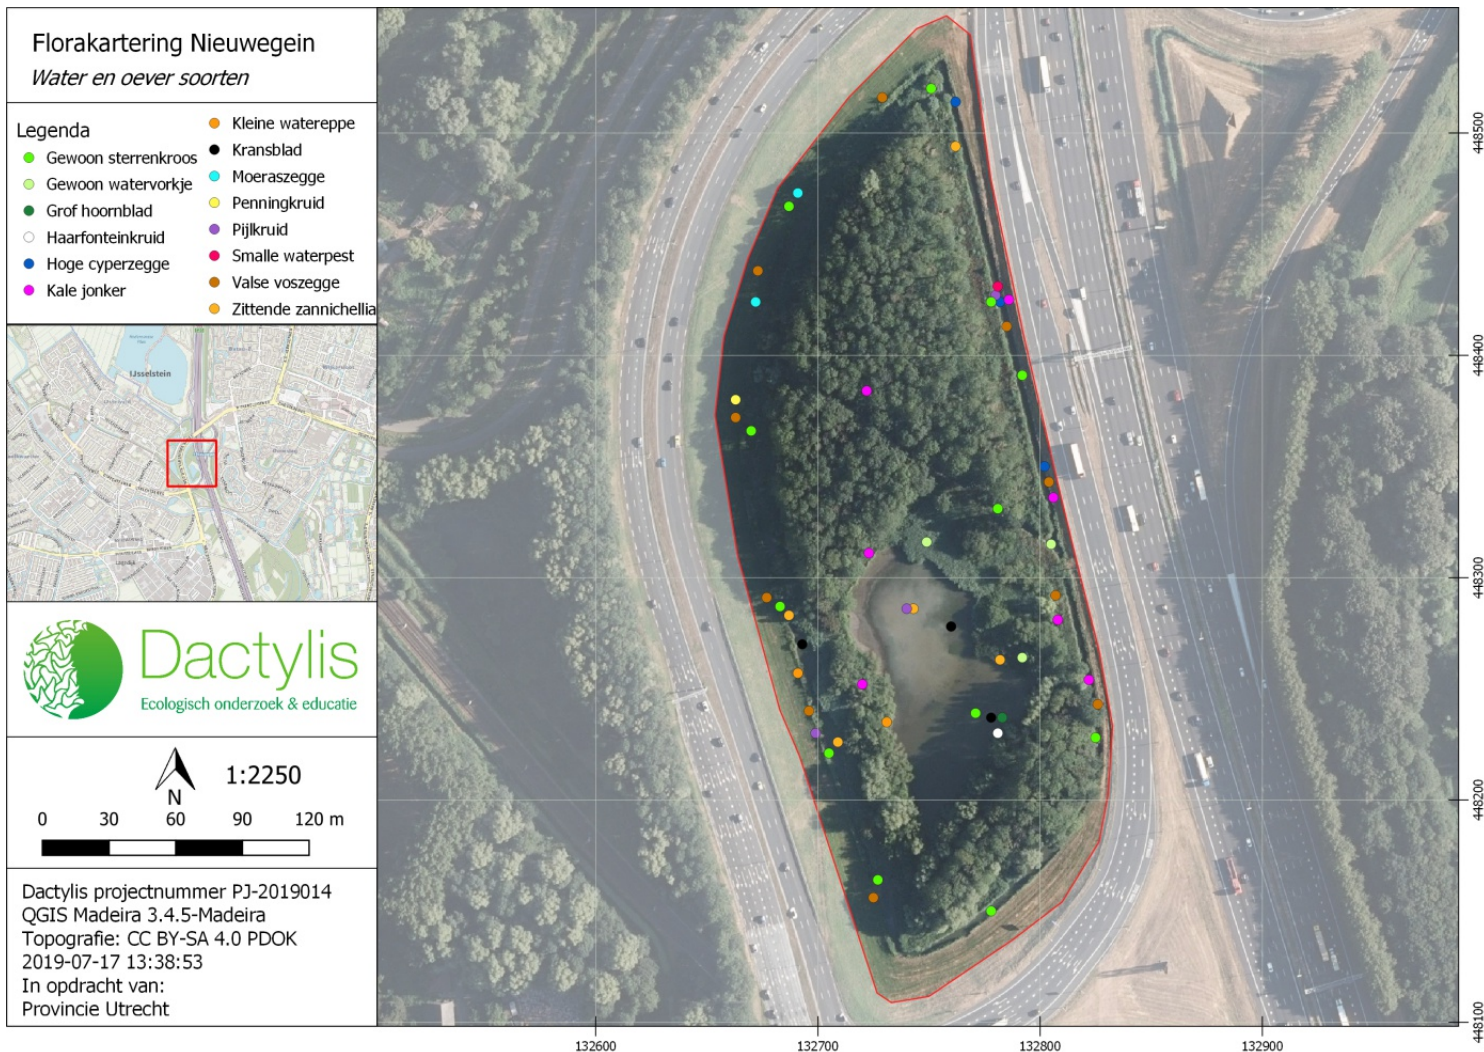 Florakartering Nieuwegein
Water en oever soorten
Legenda
Gewoon sterrenkroos
Gewoon watervorkje
Grof hoornblad
Haarfonteinkruid
Hoge cyperzegge
Kale jonker
Kleine watereppe
Kransblad
Moeraszegge
Penningkruid
Pijlkruid
Smalle waterpest
Valse voszegge
Zittende zannichellia
IJsselstein
Dactylis
Ecologisch onderzoek & educatie
N
1:2250
0 30 60 90 120 m
Dactylis projectnummer PJ-2019014
QGIS Madeira 3.4.5-Madeira
Topografie: CC BY-SA 4.0 PDOK
2019-07-17 13:38:53
In opdracht van:
Provincie Utrecht
448500
448400
448300
448200
448100
132600 132700 132800 132900